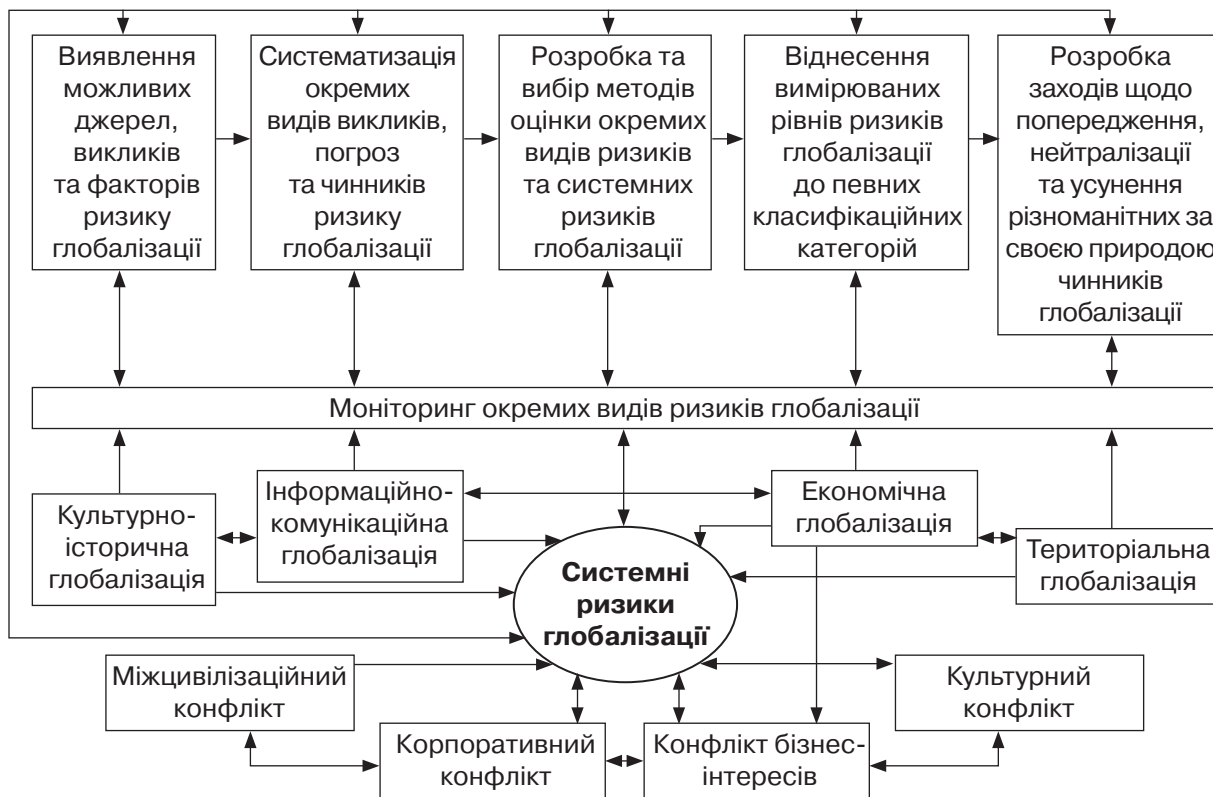 Виявлення
можливих
джерел,
викликів
та факторів
ризику
глобалізації
Систематизація
окремих
видів викликів,
погроз
та чинників
ризику
глобалізації
Розробка та
вибір методів
оцінки окремих
видів ризиків
та системних
ризиків
глобалізації
Віднесення
вимірюваних
рівнів ризиків
глобалізації
до певних
класифікаційних
категорій
Розробка
заходів щодо
попередження,
нейтралізації
та усунення
різноманітних за
своєю природою
чинників
глобалізації
Моніторинг окремих видів ризиків глобалізації
Культурно-
історична
глобалізація
Інформаційно-
комунікаційна
глобалізація
Економічна
глобалізація
Територіальна
глобалізація
Системні
ризики
глобалізації
Міжцивілізаційний
конфлікт
Корпоративний
конфлікт
Конфлікт бізнес-
інтересів
Культурний
конфлікт